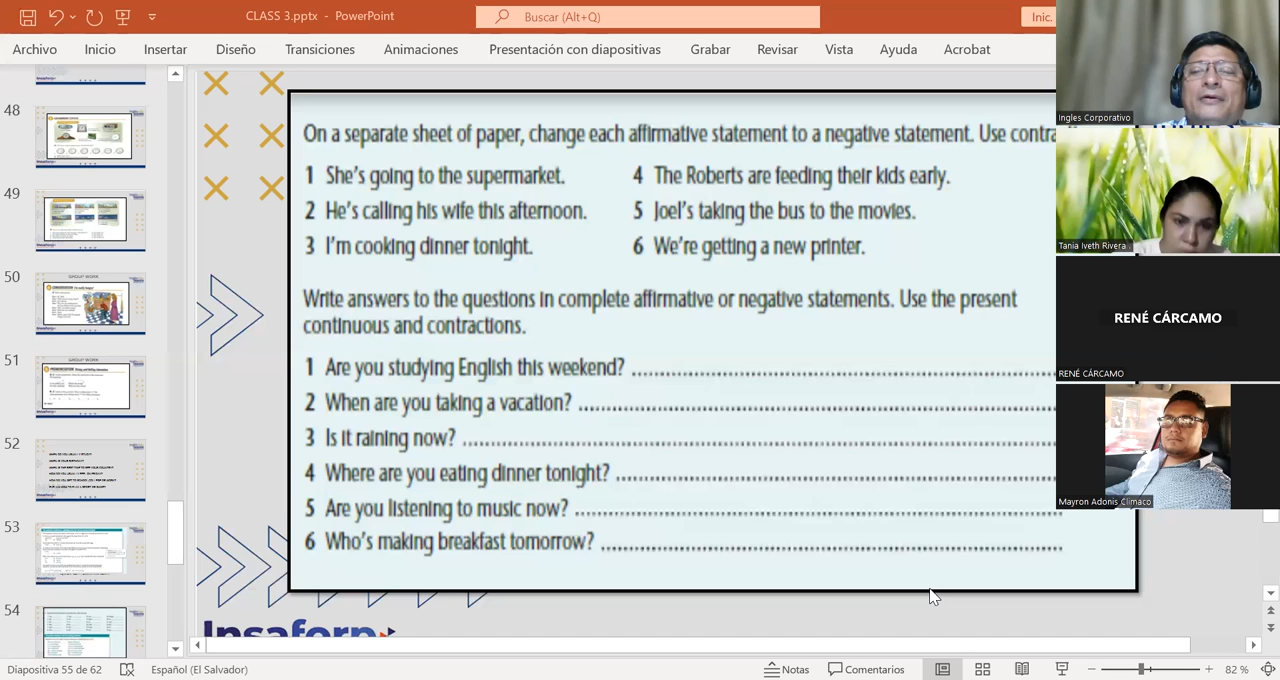 CLASS 3.pptx - PowerPoint
Buscar (Alt+Q)
Inic.
Archivo Inicio Insertar Diseño Transiciones Animaciones Presentación con diapositivas Grabar Revisar Vista Ayuda Acrobat
48
49
50
51
52
53
54
On a separate sheet of paper, change each affirmative statement to a negative statement. Use
1 She's going to the supermarket.
2 He's calling his wife this afternoon.
3 I'm cooking dinner tonight.
4 The Roberts are feeding their kids early.
5 Joel's taking the bus to the movies.
6 We're getting a new printer.
Write answers to the questions in complete affirmative or negative statements. Use the present
continuous and contractions.
1 Are you studying English this weekend?
2 When are you taking a vacation?
3 Is it raining now?
4 Where are you eating dinner tonight?
5 Are you listening to music now?
6 Who's making breakfast tomorrow?
Insaforp
Ingles Corporativo
Tania Iveth Rivera
RENÉ CÁRCAMO
RENÉ CÁRCAMO
Mayron Adonis Climaco
Diapositiva 55 de 62 Español (El Salvador) Notas Comentarios 82 %